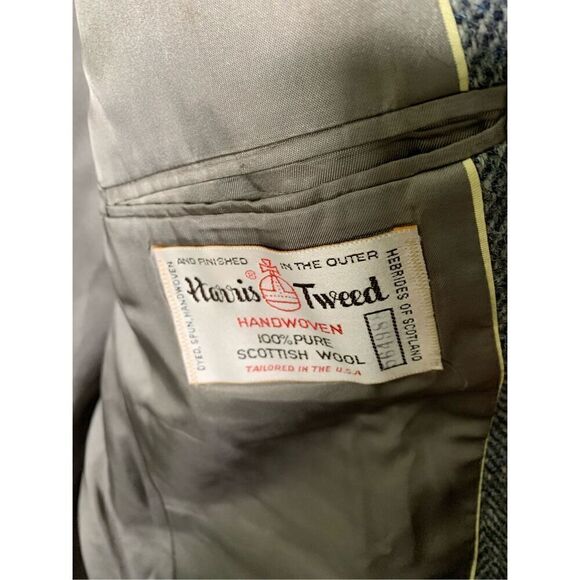 DYED, SPUN, HANDWOVEN
AND FINISHED IN THE OUTER
HEBRIDES OF SCOTLAND
Harris ® Tweed
HANDWOVEN
100% PURE
SCOTTISH WOOL
TAILORED IN THE U.S.A